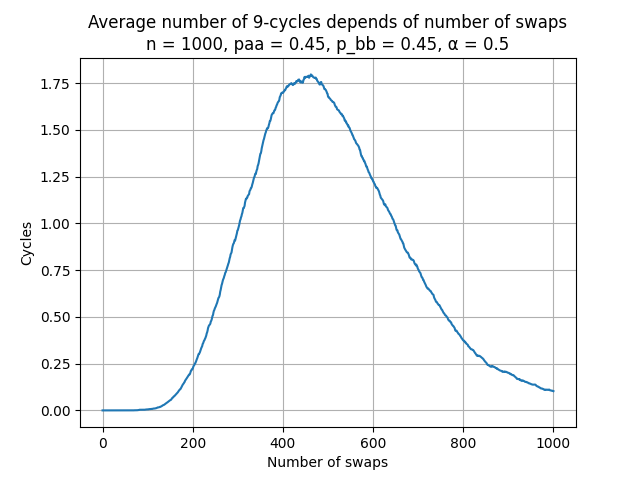 Average number of 9-cycles depends of number of swaps
n = 1000, paa = 0.45, p_bb = 0.45, α = 0.5
1.75
1.50
1.25
1.00
0.75
0.50
0.25
0.00
Cycles
0 200 400 600 800 1000
Number of swaps